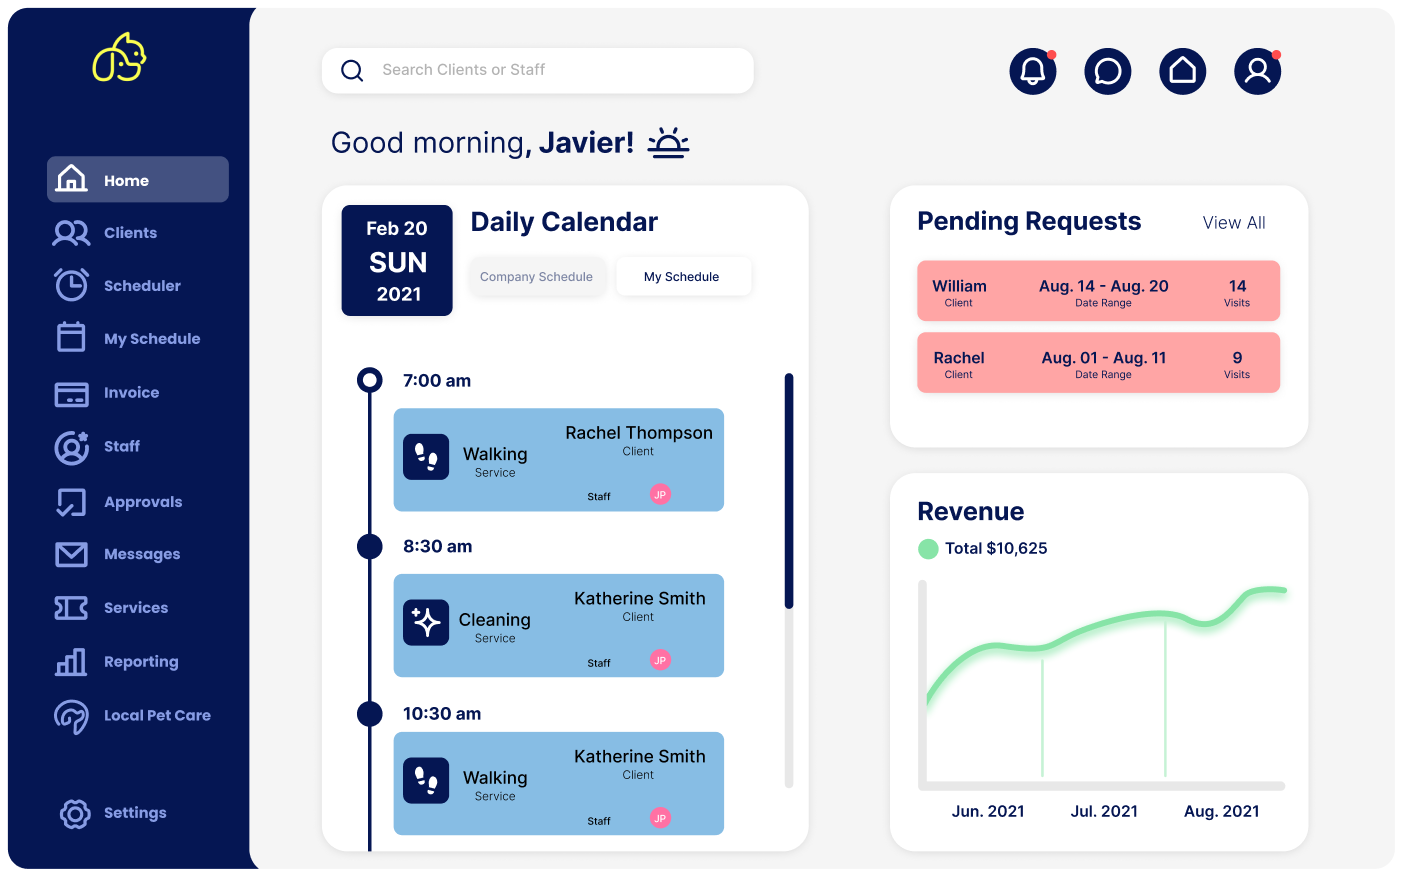 Search Clients or Staff
Good morning, Javier!
Home
Clients
Scheduler
My Schedule
Invoice
Staff
Approvals
Messages
Services
Reporting
Local Pet Care
Settings
Feb 20
SUN
2021
Daily Calendar
Company Schedule
My Schedule
7:00 am
Walking
Service
Rachel Thompson
Client
Staff
JP
8:30 am
Cleaning
Service
Katherine Smith
Client
Staff
JP
10:30 am
Walking
Service
Katherine Smith
Client
Staff
JP
Pending Requests
View All
William
Client
Aug. 14 - Aug. 20
Date Range
14
Visits
Rachel
Client
Aug. 01 - Aug. 11
Date Range
9
Visits
Revenue
Total $10,625
Jun. 2021
Jul. 2021
Aug. 2021